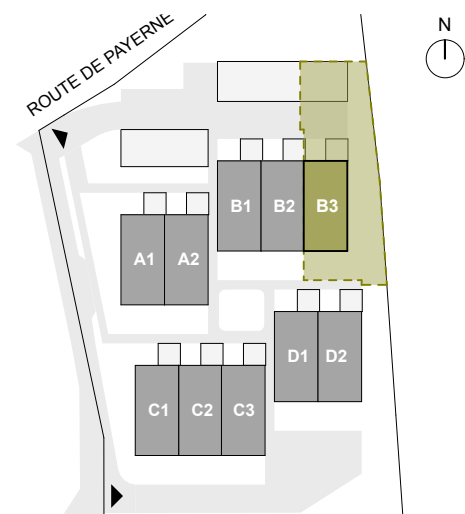 N
ROUTE DE PAYERNE
B1 B2 B3
A1 A2
D1 D2
C1 C2 C3